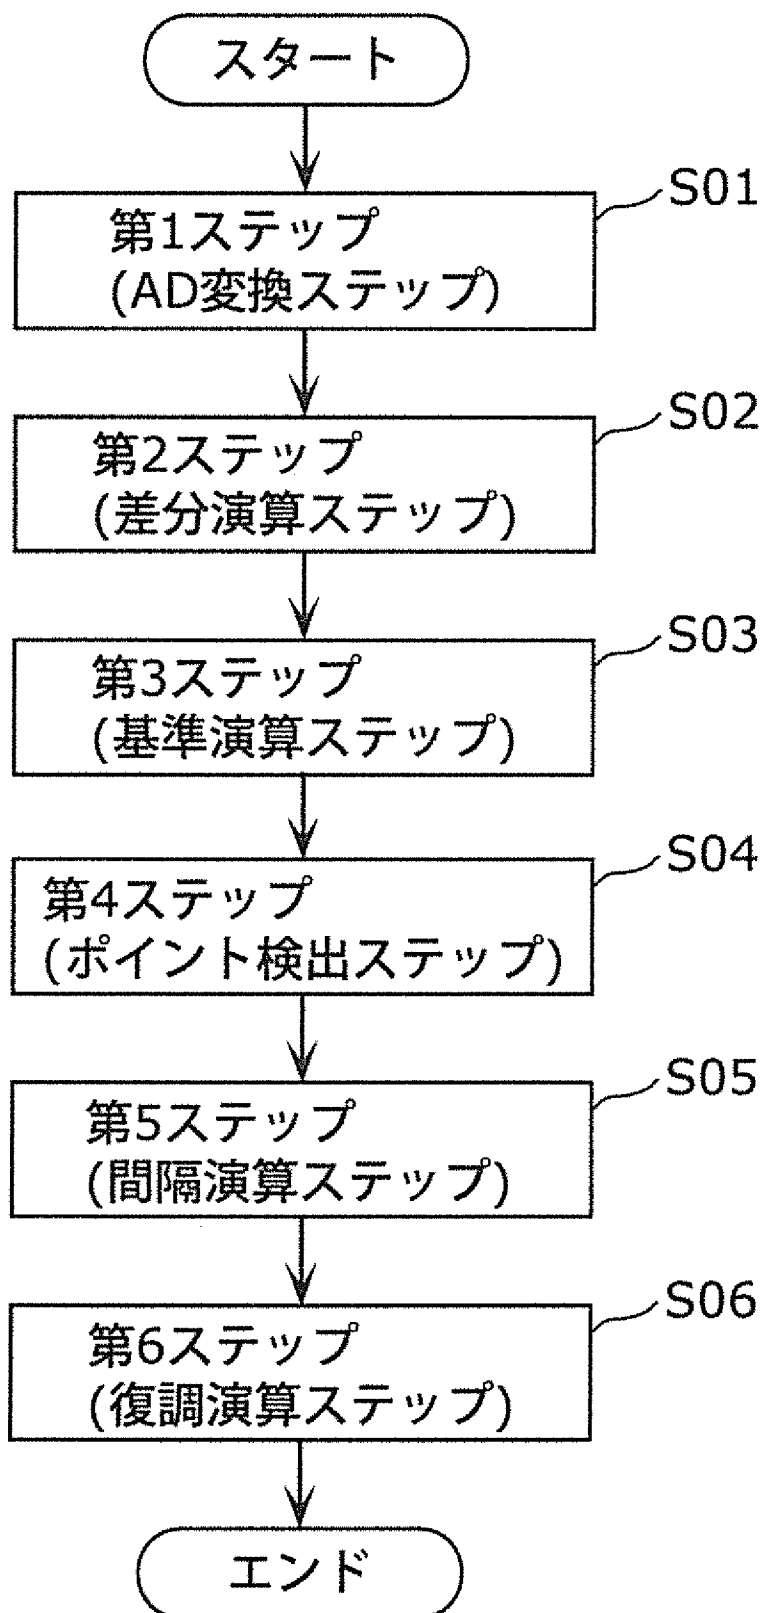 スタート
S01
第1ステップ
(AD変換ステップ)
S02
第2ステップ
(差分演算ステップ)
S03
第3ステップ
(基準演算ステップ)
S04
第4ステップ
(ポイント検出ステップ)
S05
第5ステップ
(間隔演算ステップ)
S06
第6ステップ
(復調演算ステップ)
エンド